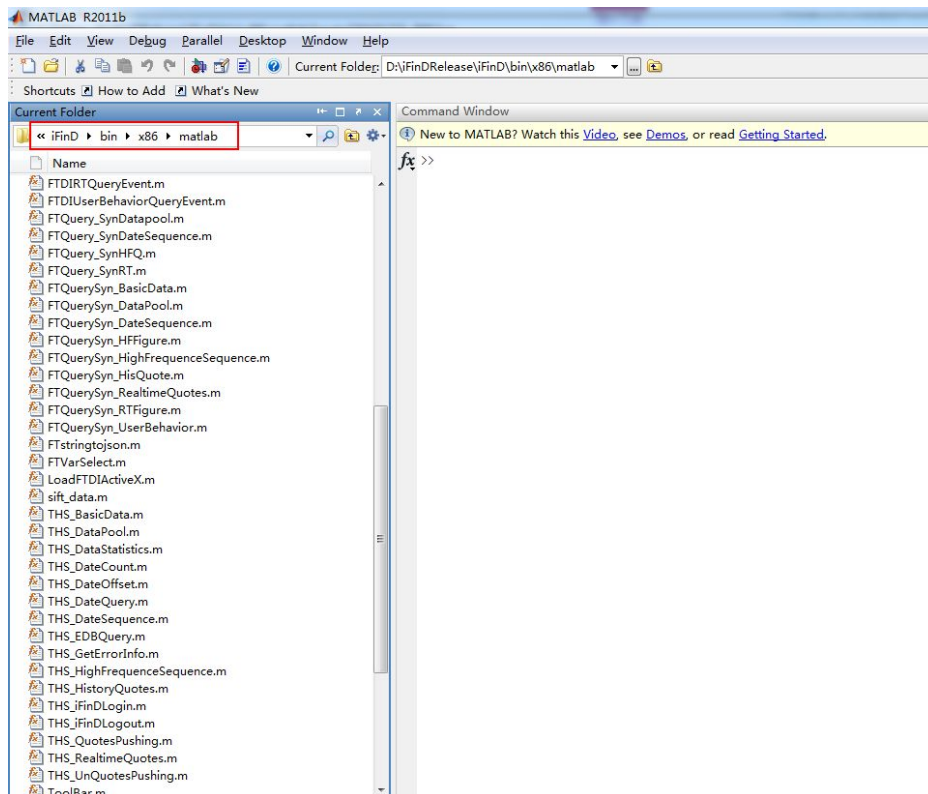 MATLAB R2011b
File Edit View Debug Parallel Desktop Window Help
Current Folder: D:\iFinDRelease\iFinD\bin\x86\matlab
Shortcuts How to Add What's New
Current Folder
« iFinD bin x86 matlab
Name
FTDIRTQueryEvent.m
FTDIUserBehaviorQueryEvent.m
FTQuery_SynDatapool.m
FTQuery_SynDateSequence.m
FTQuery_SynHFQ.m
FTQuery_SynRT.m
FTQuerySyn_BasicData.m
FTQuerySyn_DataPool.m
FTQuerySyn_DateSequence.m
FTQuerySyn_HFFigure.m
FTQuerySyn_HighFrequenceSequence.m
FTQuerySyn_HisQuote.m
FTQuerySyn_RealtimeQuotes.m
FTQuerySyn_RTFigure.m
FTQuerySyn_UserBehavior.m
FTstringtojson.m
FTVarSelect.m
LoadFTDIActiveX.m
sift_data.m
THS_BasicData.m
THS_DataPool.m
THS_DataStatistics.m
THS_DateCount.m
THS_DateOffset.m
THS_DateQuery.m
THS_DateSequence.m
THS_EDBQuery.m
THS_GetErrorInfo.m
THS_HighFrequenceSequence.m
THS_HistoryQuotes.m
THS_iFinDLogin.m
THS_iFinDLogout.m
THS_QuotesPushing.m
THS_RealtimeQuotes.m
THS_UnQuotesPushing.m
ToolBar.m
Command Window
New to MATLAB? Watch this Video, see Demos, or read Getting Started.
fx >>